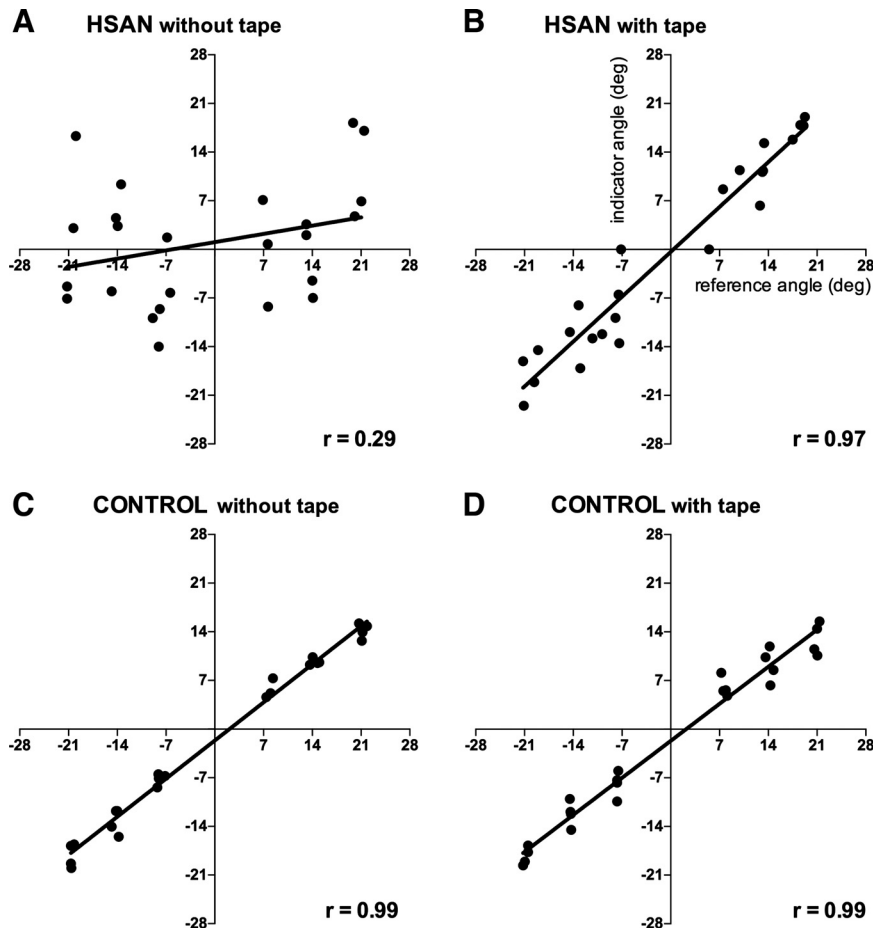 A HSAN without tape
28
21
14
7
-28 -21 -14 -7 7 14 21 28
-7
-14
-21
-28
r = 0.29
B HSAN with tape
indicator angle (deg)
28
21
14
7
-28 -21 -14 -7 7 14 21 28
reference angle (deg)
-7
-14
-21
-28
r = 0.97
C CONTROL without tape
28
21
14
7
-28 -21 -14 -7 7 14 21 28
-7
-14
-21
-28
r = 0.99
D CONTROL with tape
28
21
14
7
-28 -21 -14 -7 7 14 21 28
-7
-14
-21
-28
r = 0.99